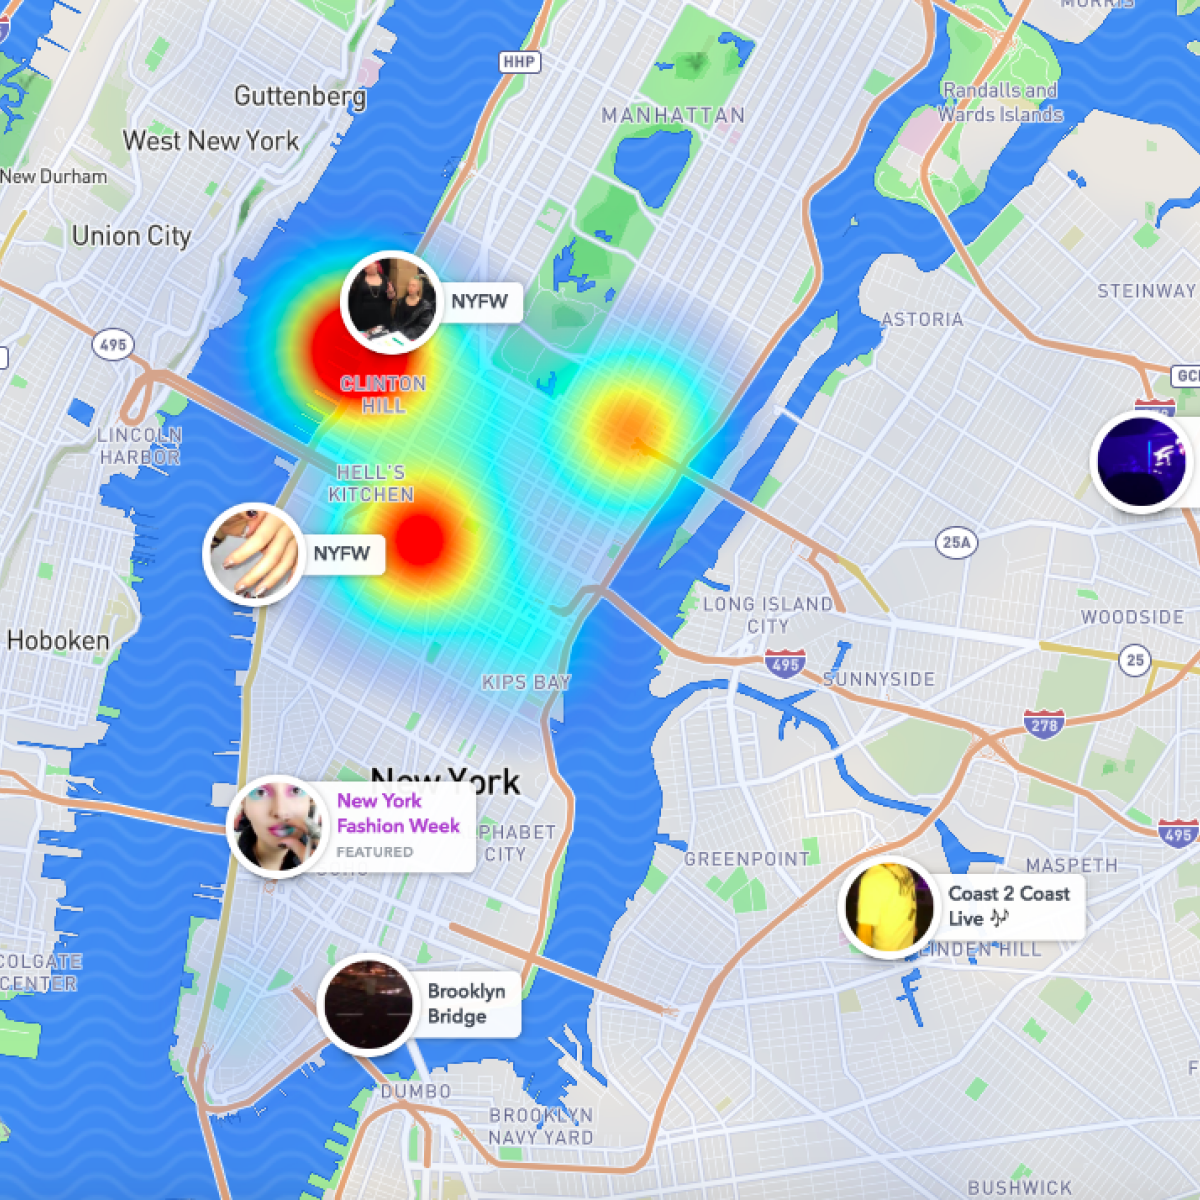 MORRIS
HHP
Guttenberg
MANHATTAN
Randalls and
Wards Islands
West New York
New Durham
Union City
STEINWAY
NYFW
ASTORIA
495
CLINTON
HILL
LINCOLN
HARBOR
HELL'S
KITCHEN
NYFW
25A
LONG ISLAND
CITY
WOODSIDE
Hoboken
495
25
KIPS BAY
SUNNYSIDE
278
New York
New York
Fashion Week
FEATURED
ALPHABET
CITY
495
GREENPOINT
MASPETH
Coast 2 Coast
Live 🎶
LINDEN HILL
COLGATE
CENTER
Brooklyn
Bridge
DUMBO
BROOKLYN
NAVY YARD
BUSHWICK